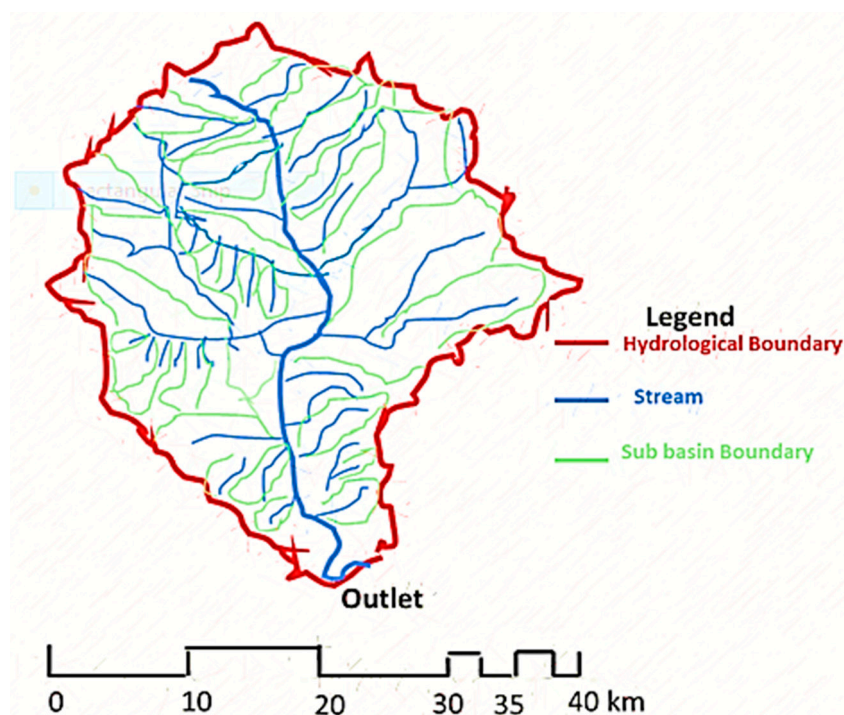 Legend
Hydrological Boundary
Stream
Sub basin Boundary
Outlet
0 10 20 30 35 40 km